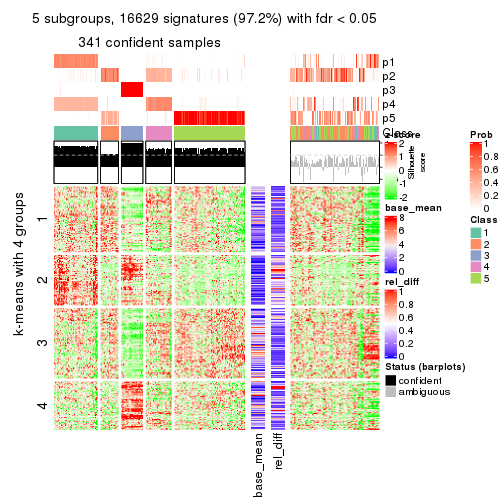 5 subgroups, 16629 signatures (97.2%) with fdr < 0.05
341 confident samples
p1
p2
p3
p4
p5
Class
Silhouette
score
k-means with 4 groups
1
2
3
4
base_mean
rel_diff
z-score
2
1
0
-1
-2
base_mean
8
6
4
2
0
rel_diff
1
0.8
0.6
0.4
0.2
0
Status (barplots)
confident
ambiguous
Prob
1
0.8
0.6
0.4
0.2
0
Class
1
2
3
4
5